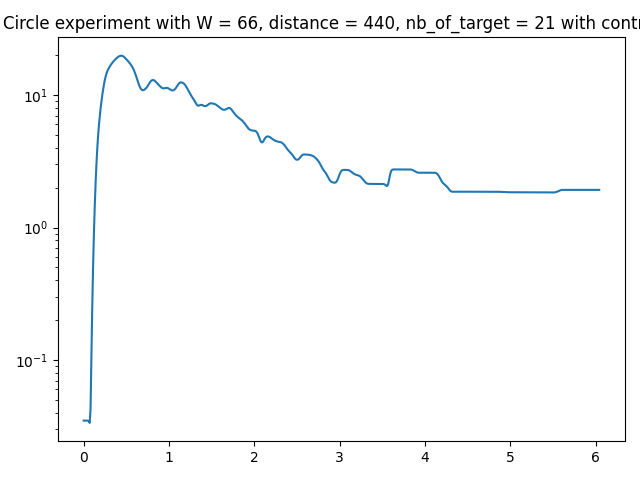 Circle experiment with W = 66, distance = 440, nb_of_target = 21 with contr
10¹
10⁰
10⁻¹
0 1 2 3 4 5 6